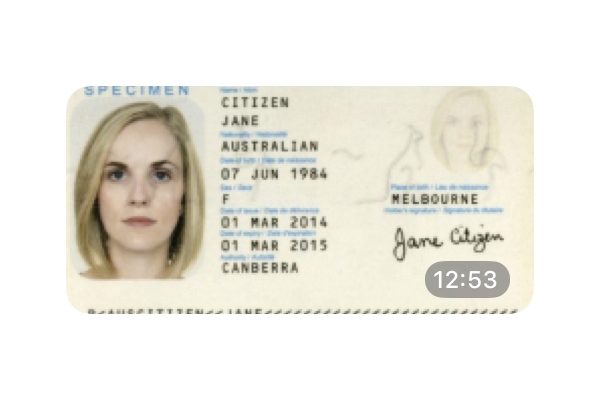 SPECIMEN
Name / Nom
CITIZEN
JANE
Nationality / Nationalité
AUSTRALIAN
Date of birth / Date de naissance
07 JUN 1984
Sex / Sexe
F
Place of birth / Lieu de naissance
MELBOURNE
Date of issue / Date de délivrance
01 MAR 2014
Holder's signature / Signature du titulaire
Jane Citizen
Date of expiry / Date d'expiration
01 MAR 2015
Authority / Autorité
CANBERRA
12:53